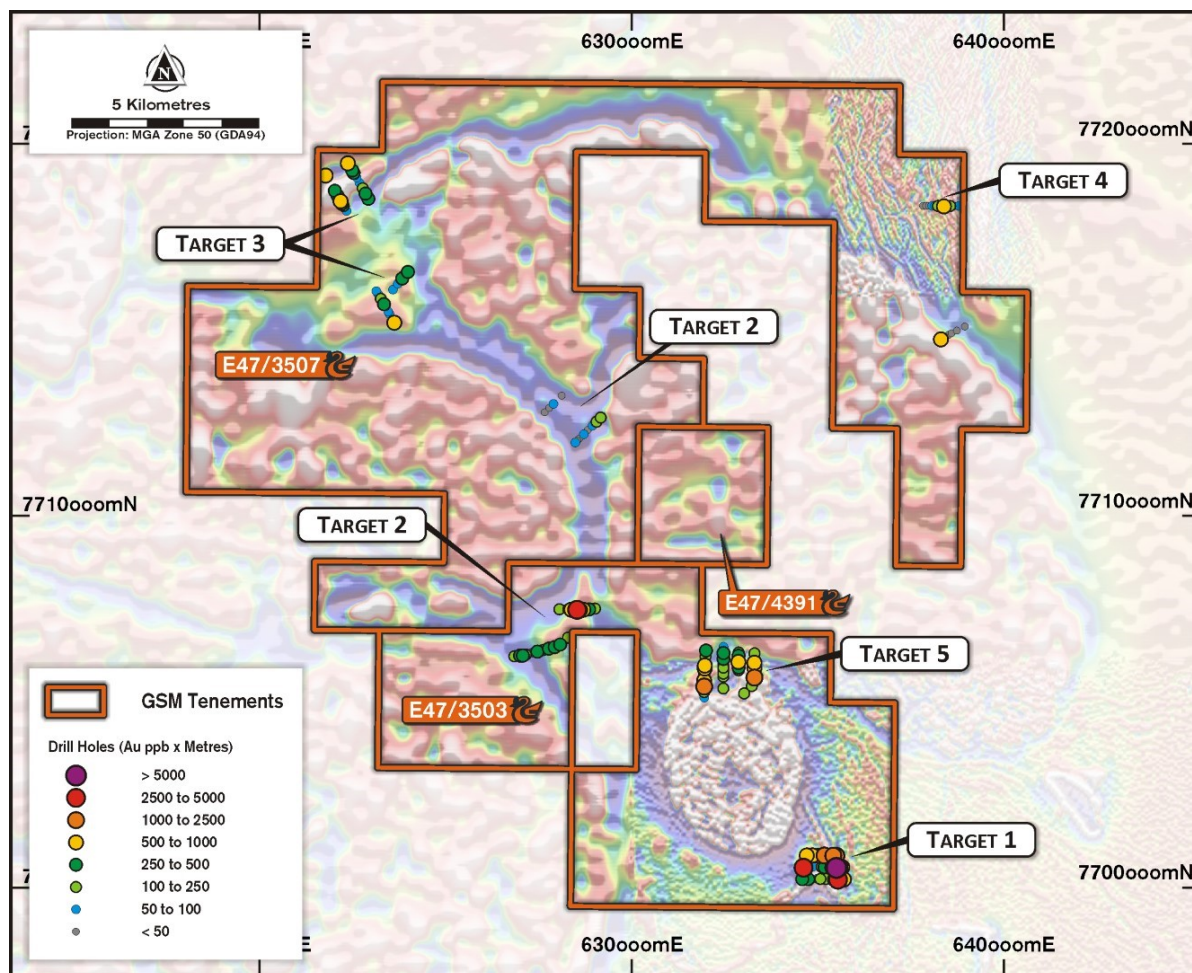 E
630000mE
640000mE
N
5 Kilometres
Projection: MGA Zone 50 (GDA94)
7720000mN
TARGET 4
TARGET 3
TARGET 2
E47/3507
7710000mN
7710000mN
TARGET 2
E47/4391
TARGET 5
E47/3503
GSM Tenements
Drill Holes (Au ppb x Metres)
> 5000
2500 to 5000
1000 to 2500
500 to 1000
250 to 500
100 to 250
50 to 100
< 50
TARGET 1
7700000mN
E
630000mE
640000mE